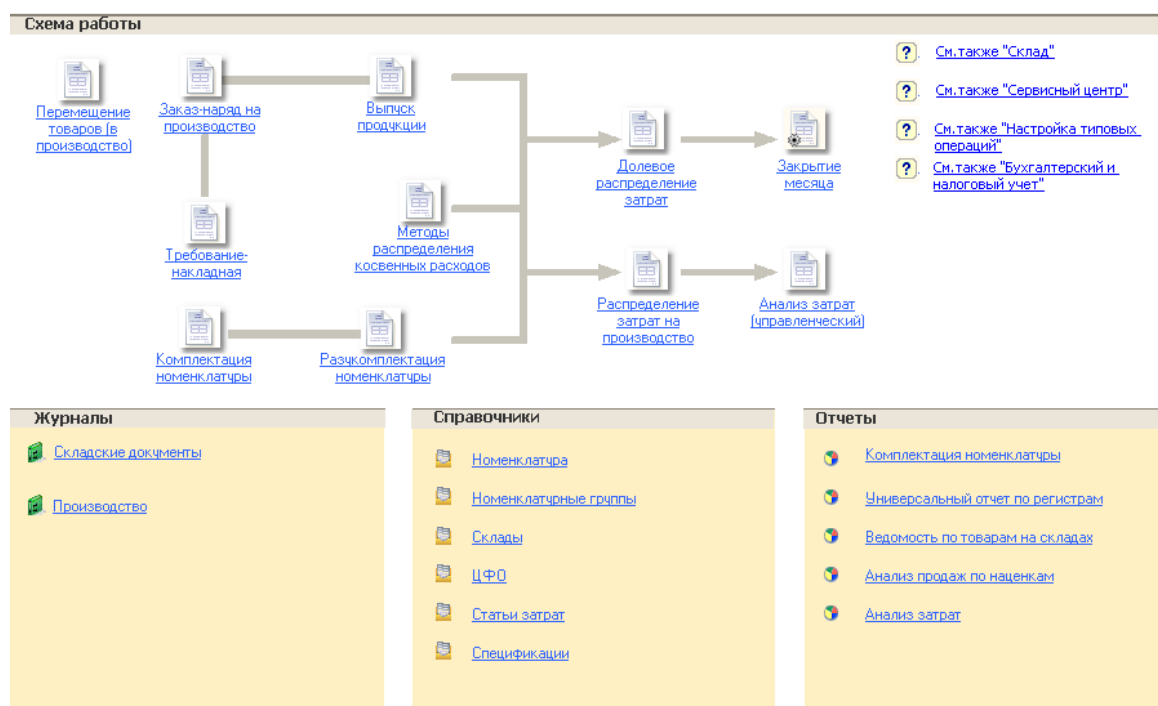 Схема работы
Перемещение
товаров (в
производство)
Заказ-наряд на
производство
Выпуск
продукции
Требование-
накладная
Методы
распределения
косвенных расходов
Комплектация
номенклатуры
Разукомплектация
номенклатуры
Долевое
распределение
затрат
Закрытие
месяца
Распределение
затрат на
производство
Анализ затрат
(управленческий)
См.также "Склад"
См.также "Сервисный центр"
См.также "Настройка типовых
операций"
См.также "Бухгалтерский и
налоговый учет"
Журналы
Складские документы
Производство
Справочники
Номенклатура
Номенклатурные группы
Склады
ЦФО
Статьи затрат
Спецификации
Отчеты
Комплектация номенклатуры
Универсальный отчет по регистрам
Ведомость по товарам на складах
Анализ продаж по наценкам
Анализ затрат